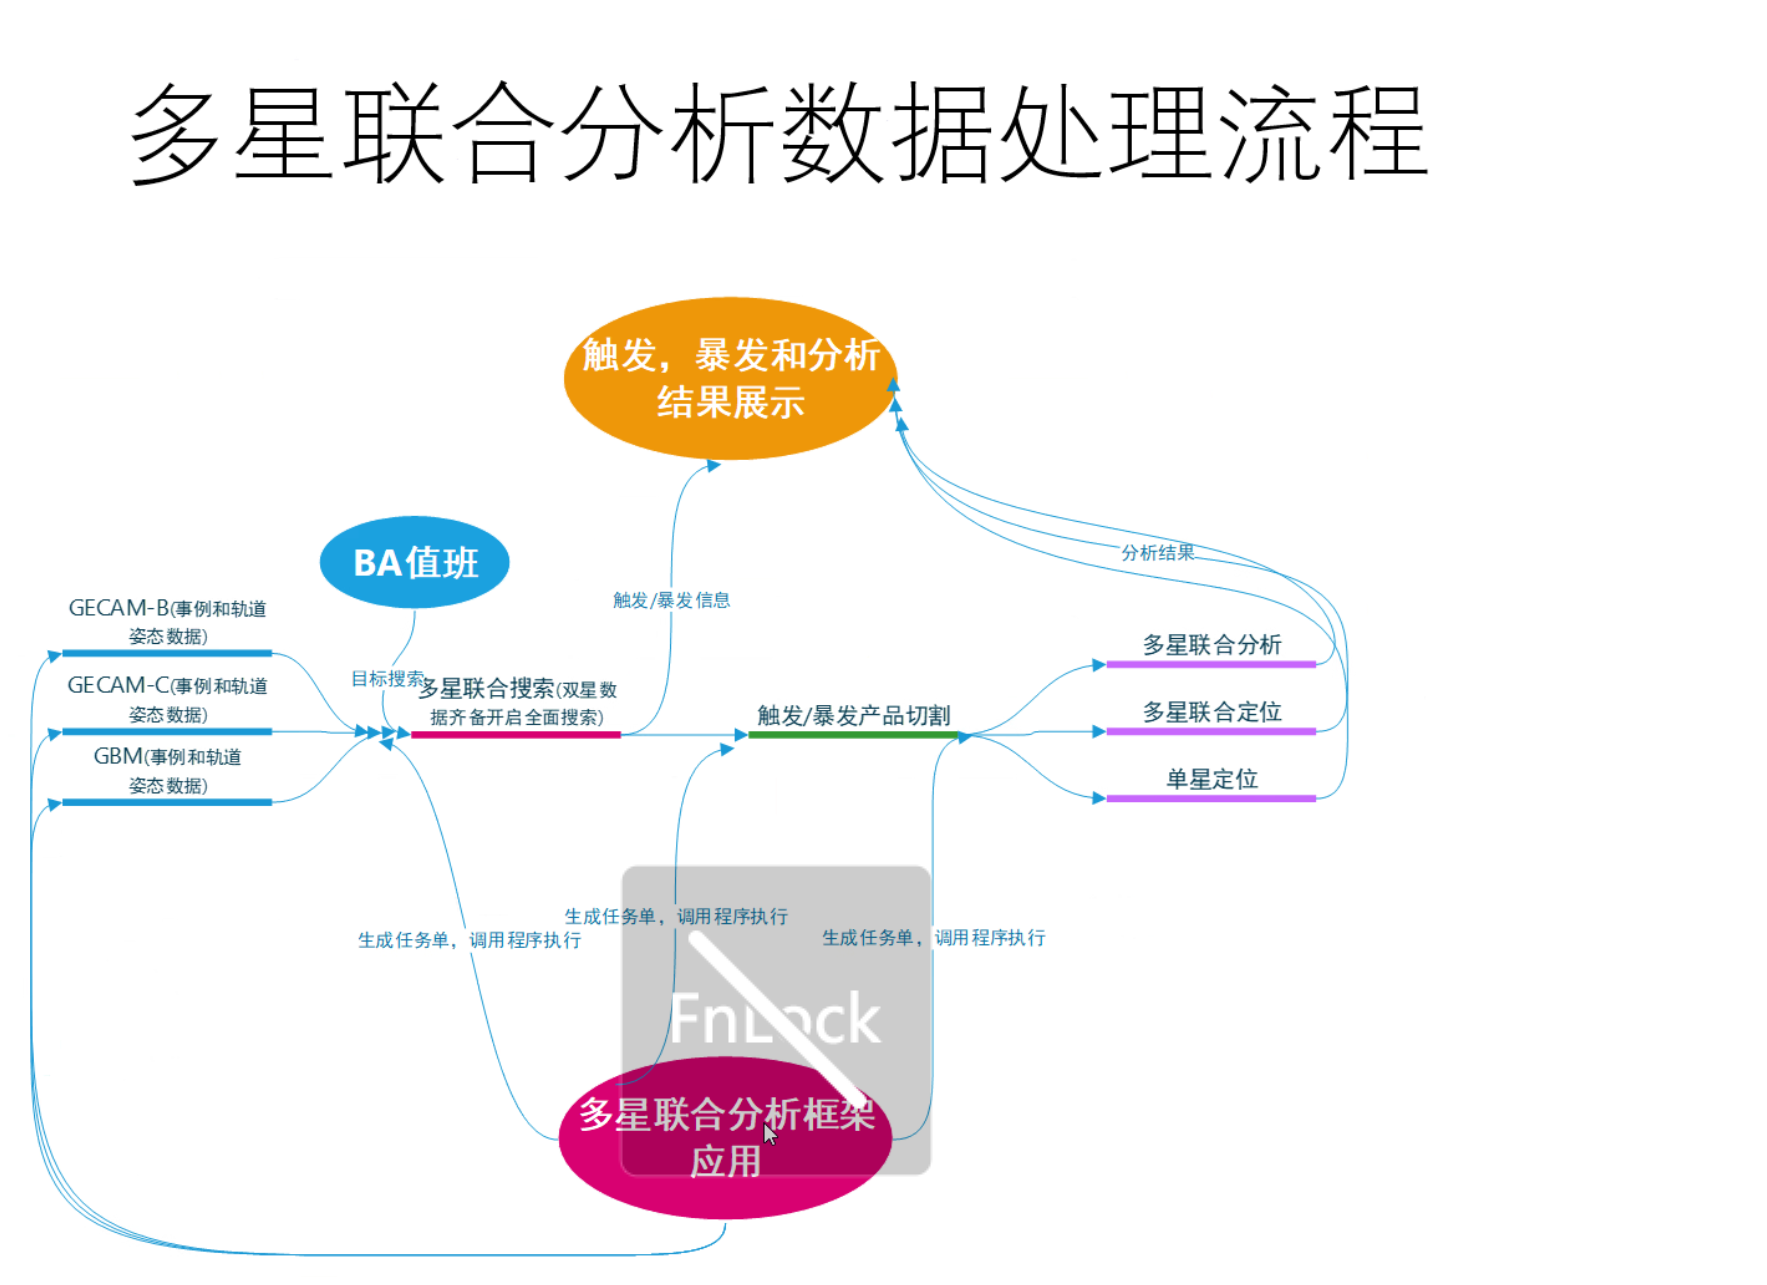 多星联合分析数据处理流程
触发，暴发和分析
结果展示
BA值班
分析结果
触发/暴发信息
GECAM-B(事例和轨道
姿态数据)
目标搜索
GECAM-C(事例和轨道
姿态数据)
GBM(事例和轨道
姿态数据)
多星联合搜索(双星数
据齐备开启全面搜索)
触发/暴发产品切割
多星联合分析
多星联合定位
单星定位
生成任务单，调用程序执行
生成任务单，调用程序执行
生成任务单，调用程序执行
FnLock
多星联合分析框架
应用